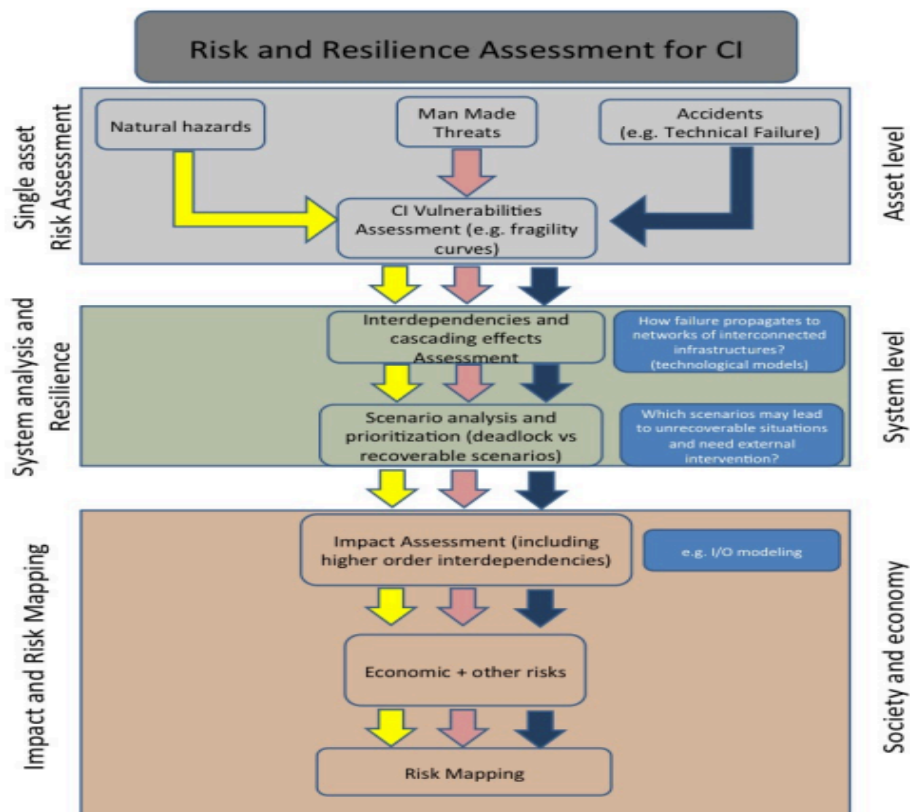 Risk and Resilience Assessment for CI
Single asset
Risk Assessment
Natural hazards
Man Made
Threats
Accidents
(e.g. Technical Failure)
Asset level
CI Vulnerabilities
Assessment (e.g. fragility
curves)
System analysis and
Resilience
Interdependencies and
cascading effects
Assessment
How failure propagates to
networks of interconnected
infrastructures?
(technological models)
System level
Scenario analysis and
prioritization (deadlock vs
recoverable scenarios)
Which scenarios may lead
to unrecoverable situations
and need external
intervention?
Impact and Risk Mapping
Impact Assessment (including
higher order interdependencies)
e.g. I/O modeling
Society and economy
Economic + other risks
Risk Mapping